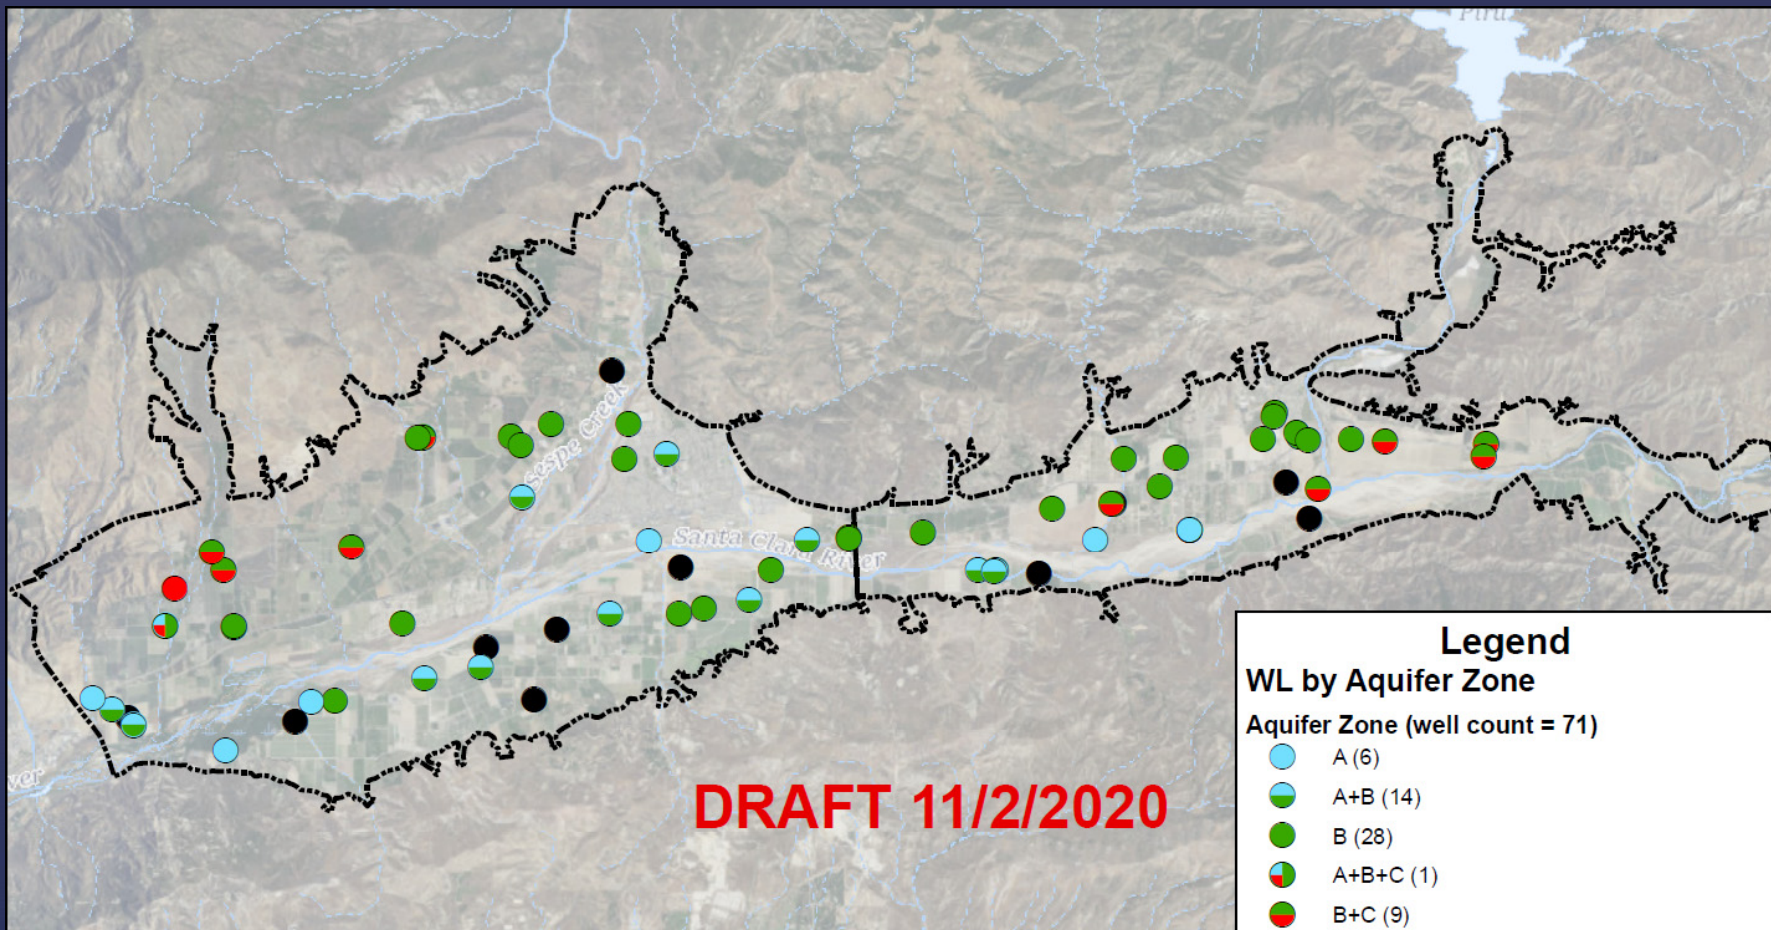 Piru
Sespe Creek
Santa Clara River
ver
DRAFT 11/2/2020
Legend
WL by Aquifer Zone
Aquifer Zone (well count = 71)
A (6)
A+B (14)
B (28)
A+B+C (1)
B+C (9)